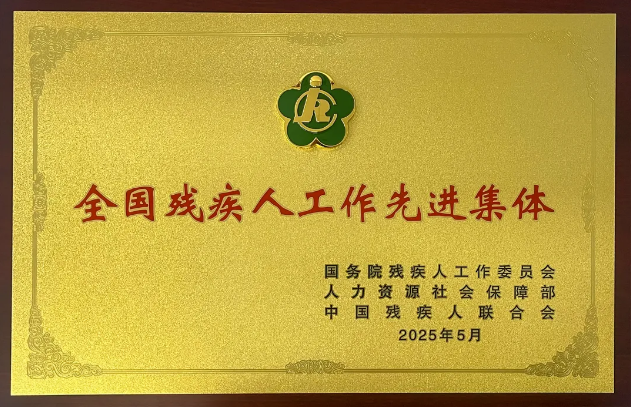 全国残疾人工作先进集体
国务院残疾人工作委员会
人力资源社会保障部
中国残疾人联合会
2025年5月